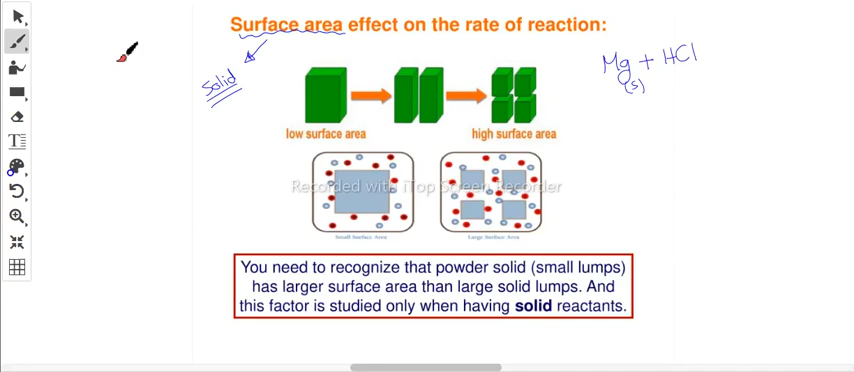 Surface area effect on the rate of reaction:
Solid
Mg + HCl
(s)
low surface area
high surface area
Recorded with iTop Screen Recorder
Small Surface Area
Large Surface Area
You need to recognize that powder solid (small lumps)
has larger surface area than large solid lumps. And
this factor is studied only when having solid reactants.